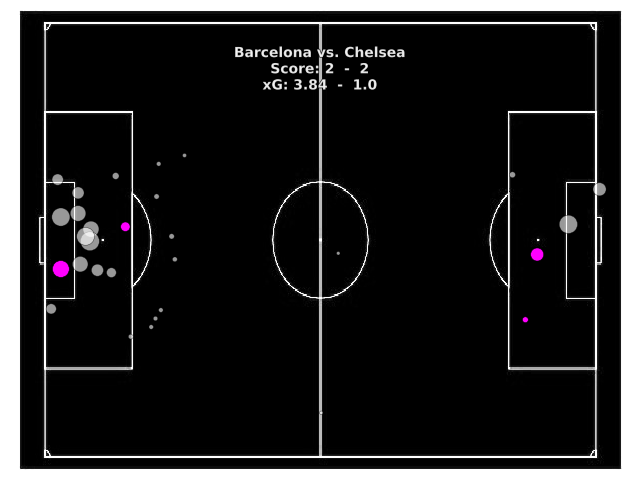 Barcelona vs. Chelsea
Score: 2 - 2
xG: 3.84 - 1.0